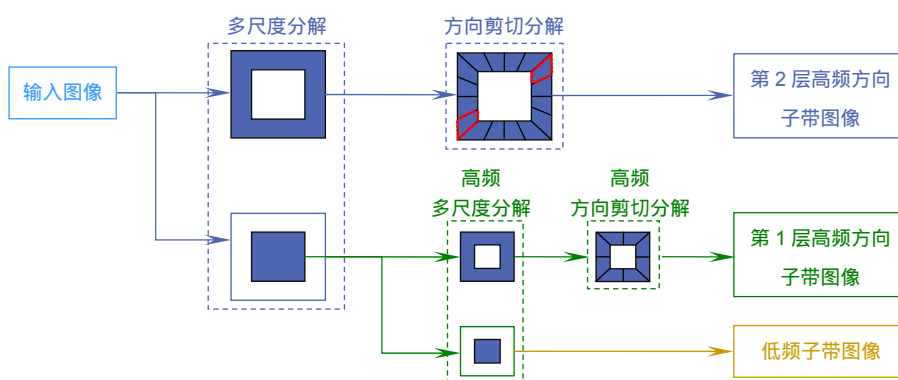 多尺度分解
方向剪切分解
输入图像
第 2 层高频方向
子带图像
高频
多尺度分解
高频
方向剪切分解
第 1 层高频方向
子带图像
低频子带图像